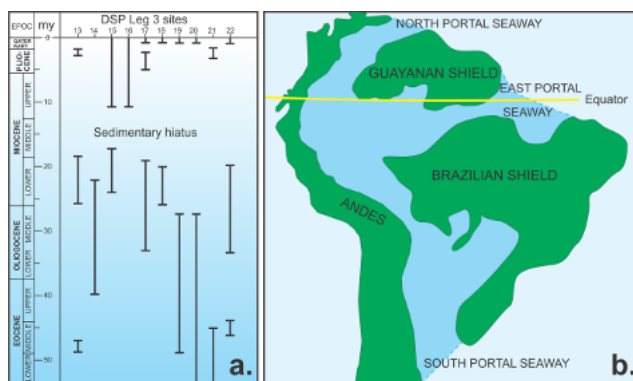 DSP Leg 3 sites
EPOC my 13 14 15 16 17 18 19 20 21 22
QATER
NARY
PLIO-
CENE
MIOCENE
UPPER
MIDDLE
LOWER
OLIGOCENE
MIDDLE
LOWER
EOCENE
UPPER
MIDDLE
LOWER
0
10
20
30
40
50
Sedimentary hiatus
a.
NORTH PORTAL SEAWAY
GUAYANAN SHIELD
EAST PORTAL
SEAWAY
Equator
BRAZILIAN SHIELD
ANDES
SOUTH PORTAL SEAWAY
b.